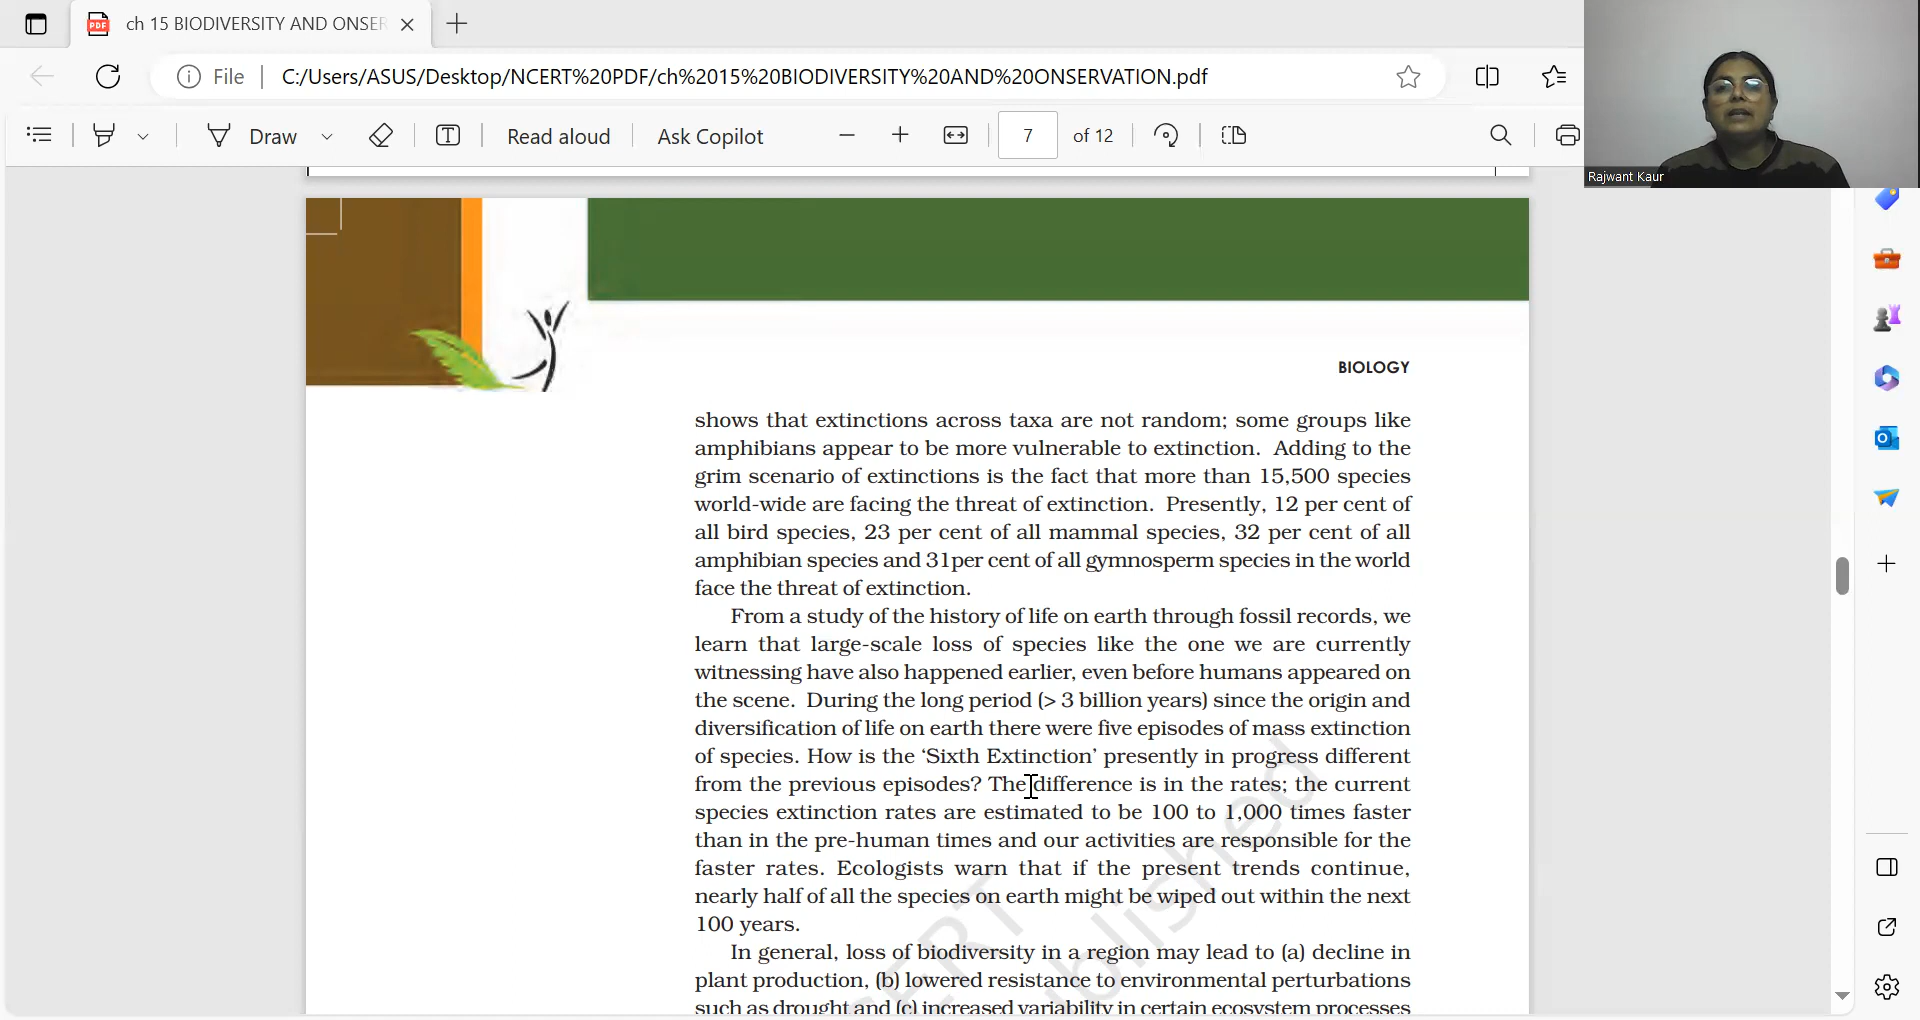 ch 15 BIODIVERSITY AND ONSER
File
C:/Users/ASUS/Desktop/NCERT%20PDF/ch%2015%20BIODIVERSITY%20AND%20ONSERVATION.pdf
Draw
Read aloud
Ask Copilot
7
of 12
Rajwant Kaur
BIOLOGY
shows that extinctions across taxa are not random; some groups like
amphibians appear to be more vulnerable to extinction. Adding to the
grim scenario of extinctions is the fact that more than 15,500 species
world-wide are facing the threat of extinction. Presently, 12 per cent of
all bird species, 23 per cent of all mammal species, 32 per cent of all
amphibian species and 31per cent of all gymnosperm species in the world
face the threat of extinction.
From a study of the history of life on earth through fossil records, we
learn that large-scale loss of species like the one we are currently
witnessing have also happened earlier, even before humans appeared on
the scene. During the long period (> 3 billion years) since the origin and
diversification of life on earth there were five episodes of mass extinction
of species. How is the ‘Sixth Extinction’ presently in progress different
from the previous episodes? The difference is in the rates; the current
species extinction rates are estimated to be 100 to 1,000 times faster
than in the pre-human times and our activities are responsible for the
faster rates. Ecologists warn that if the present trends continue,
nearly half of all the species on earth might be wiped out within the next
100 years.
In general, loss of biodiversity in a region may lead to (a) decline in
plant production, (b) lowered resistance to environmental perturbations
such as drought and (c) increased variability in certain ecosystem processes